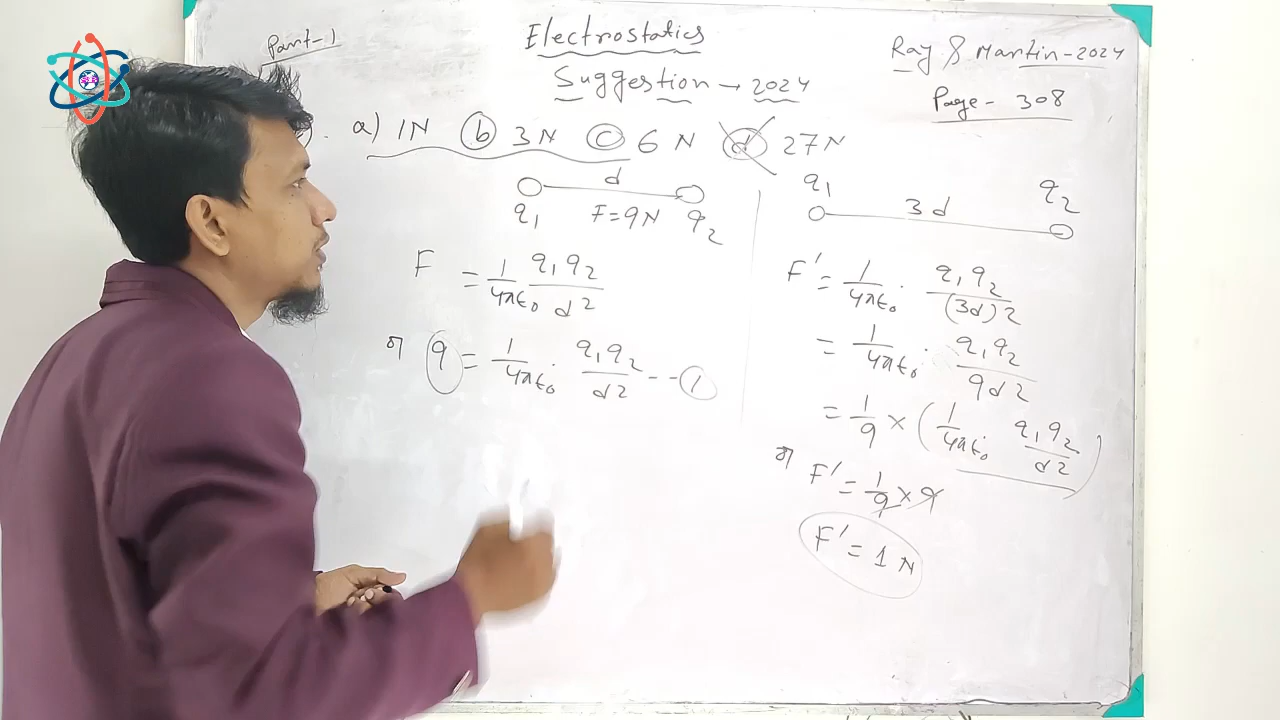 Part-1
Electrostatics
Suggestion → 2024
Ray & Martin-2024
Page - 308
a) 1N (b) 3N (c) 6 N (d) 27N
d
q1 F=9N q2
F = 1/4πε0 q1q2/d2
বা 9 = 1/4πε0 · q1q2/d2 --- (1)
q1 3d q2
F' = 1/4πε0 · q1q2/(3d)2
= 1/4πε0 · q1q2/9d2
= 1/9 × (1/4πε0 · q1q2/d2)
বা F' = 1/9 × 9
F' = 1 N